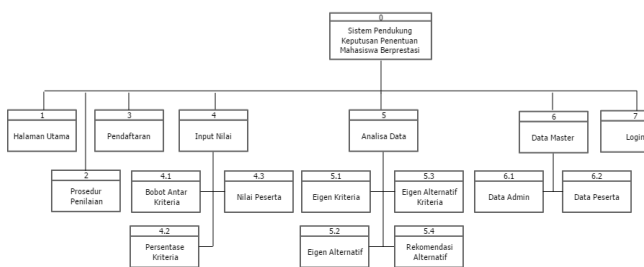 0
Sistem Pendukung
Keputusan Penentuan
Mahasiswa Berprestasi
1
Halaman Utama
2
Prosedur
Penilaian
3
Pendaftaran
4
Input Nilai
4.1
Bobot Antar
Kriteria
4.2
Persentase
Kriteria
4.3
Nilai Peserta
5
Analisa Data
5.1
Eigen Kriteria
5.2
Eigen Alternatif
5.3
Eigen Alternatif
Kriteria
5.4
Rekomendasi
Alternatif
6
Data Master
6.1
Data Admin
6.2
Data Peserta
7
Login